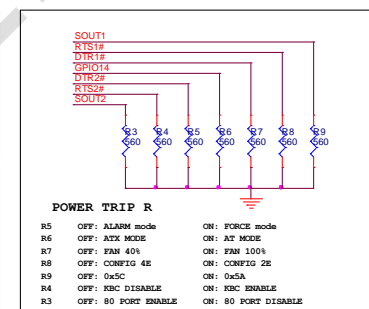 SOUT1
RTS1#
DTR1#
GPIO14
DTR2#
RTS2#
SOUT2
R3 R4 R5 R6 R7 R8 R9
560 560 560 560 560 560 560
POWER TRIP R
R5 OFF: ALARM mode ON: FORCE mode
R6 OFF: ATX MODE ON: AT MODE
R7 OFF: FAN 40% ON: FAN 100%
R8 OFF: CONFIG 4E ON: CONFIG 2E
R9 OFF: 0x5C ON: 0x5A
R4 OFF: KBC DISABLE ON: KBC ENABLE
R3 OFF: 80 PORT ENABLE ON: 80 PORT DISABLE